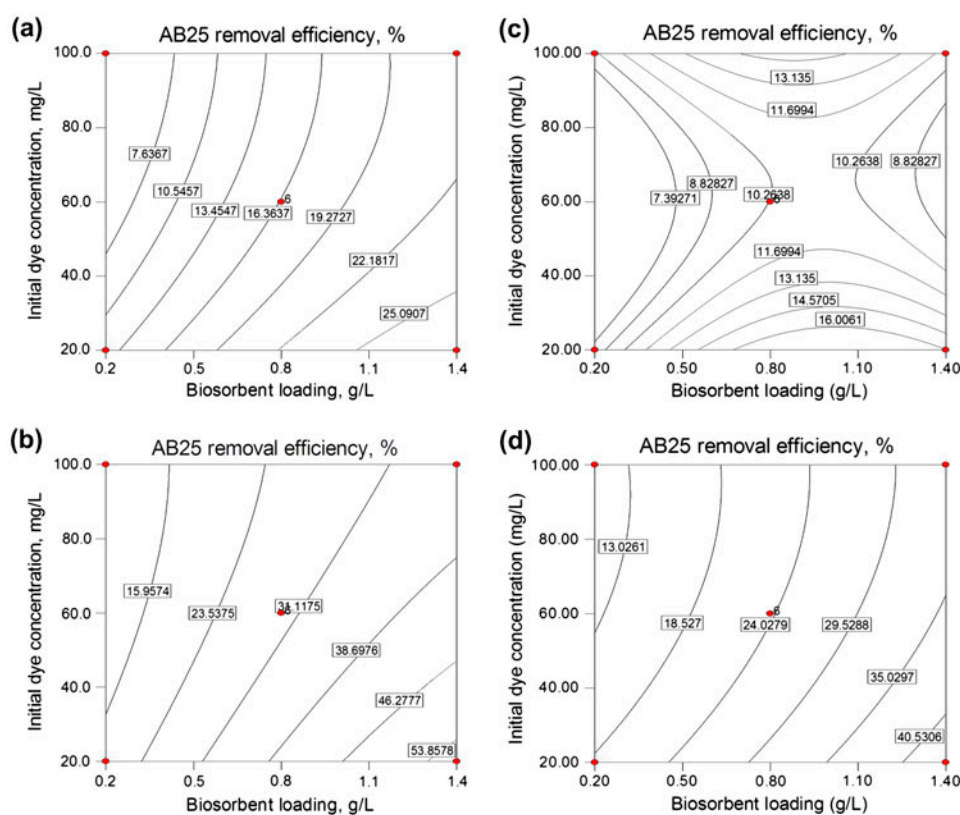 (a)
AB25 removal efficiency, %
Initial dye concentration, mg/L
100.0
80.0
60.0
40.0
20.0
7.6367
10.5457
13.4547
16.3637
6
19.2727
22.1817
25.0907
0.2 0.5 0.8 1.1 1.4
Biosorbent loading, g/L
(c)
AB25 removal efficiency, %
Initial dye concentration (mg/L)
100.00
80.00
60.00
40.00
20.00
13.135
11.6994
10.2638
8.82827
8.82827
7.39271
10.2638
11.6994
13.135
14.5705
16.0061
0.20 0.50 0.80 1.10 1.40
Biosorbent loading (g/L)
(b)
AB25 removal efficiency, %
Initial dye concentration, mg/L
100.0
80.0
60.0
40.0
20.0
15.9574
23.5375
31.1175
38.6976
46.2777
53.8578
0.2 0.5 0.8 1.1 1.4
Biosorbent loading, g/L
(d)
AB25 removal efficiency, %
Initial dye concentration (mg/L)
100.00
80.00
60.00
40.00
20.00
13.0261
18.527
6
24.0279
29.5288
35.0297
40.5306
0.20 0.50 0.80 1.10 1.40
Biosorbent loading (g/L)